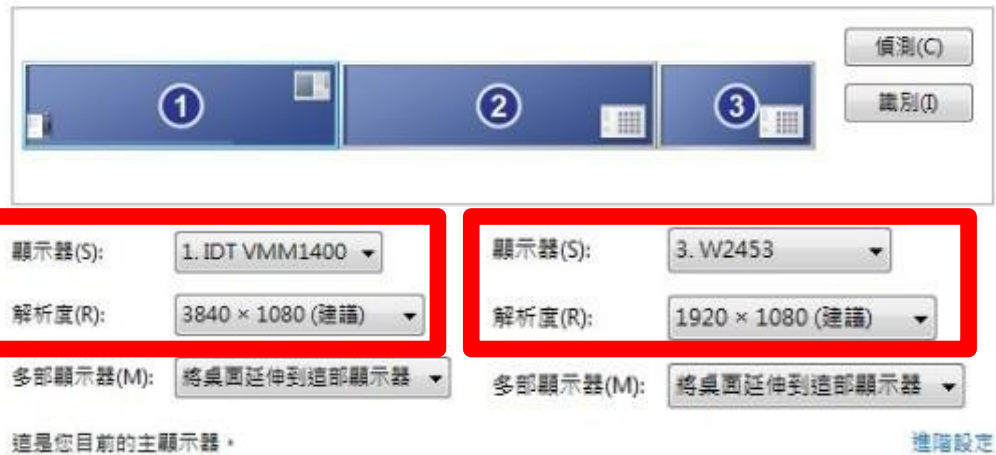 偵測(C)
識別(I)
1
2
3
顯示器(S): 1. IDT VMM1400
解析度(R): 3840 × 1080 (建議)
多部顯示器(M): 將桌面延伸到這部顯示器
這是您目前的主顯示器。
顯示器(S): 3. W2453
解析度(R): 1920 × 1080 (建議)
多部顯示器(M): 將桌面延伸到這部顯示器
進階設定